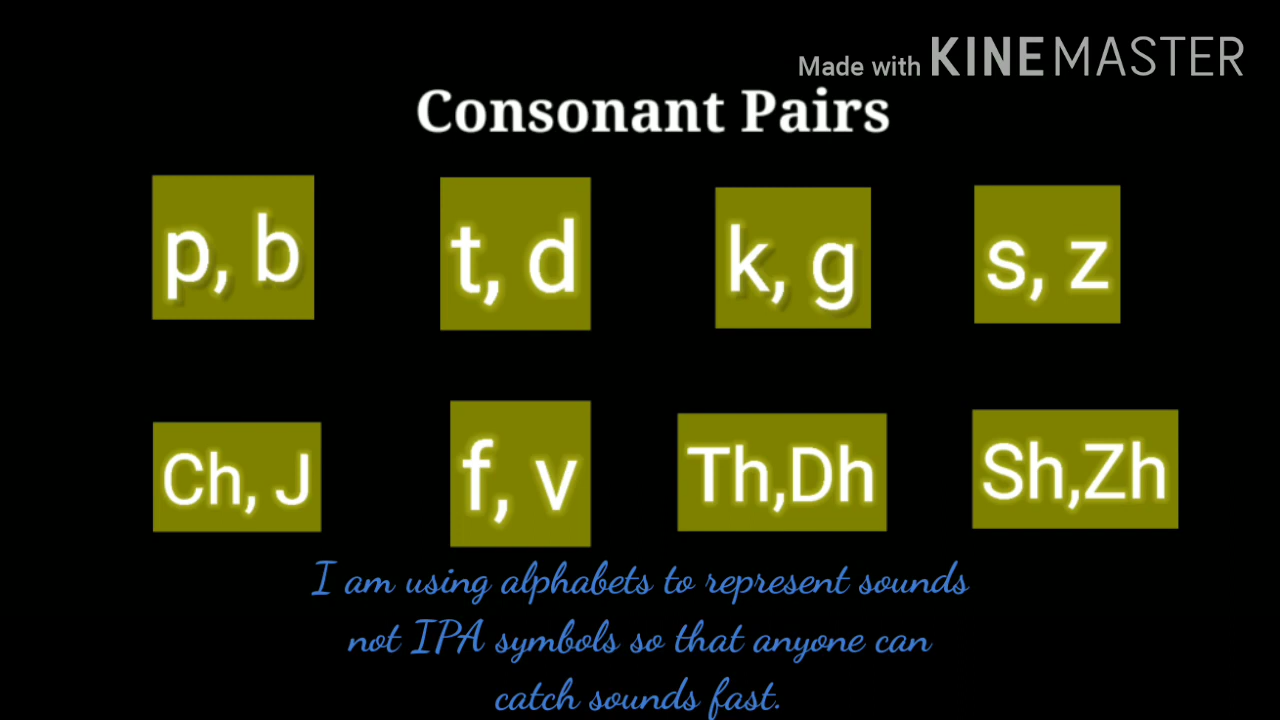 Made with KINEMASTER
Consonant Pairs
p, b
t, d
k, g
s, z
Ch, J
f, v
Th,Dh
Sh,Zh
I am using alphabets to represent sounds
not IPA symbols so that anyone can
catch sounds fast.